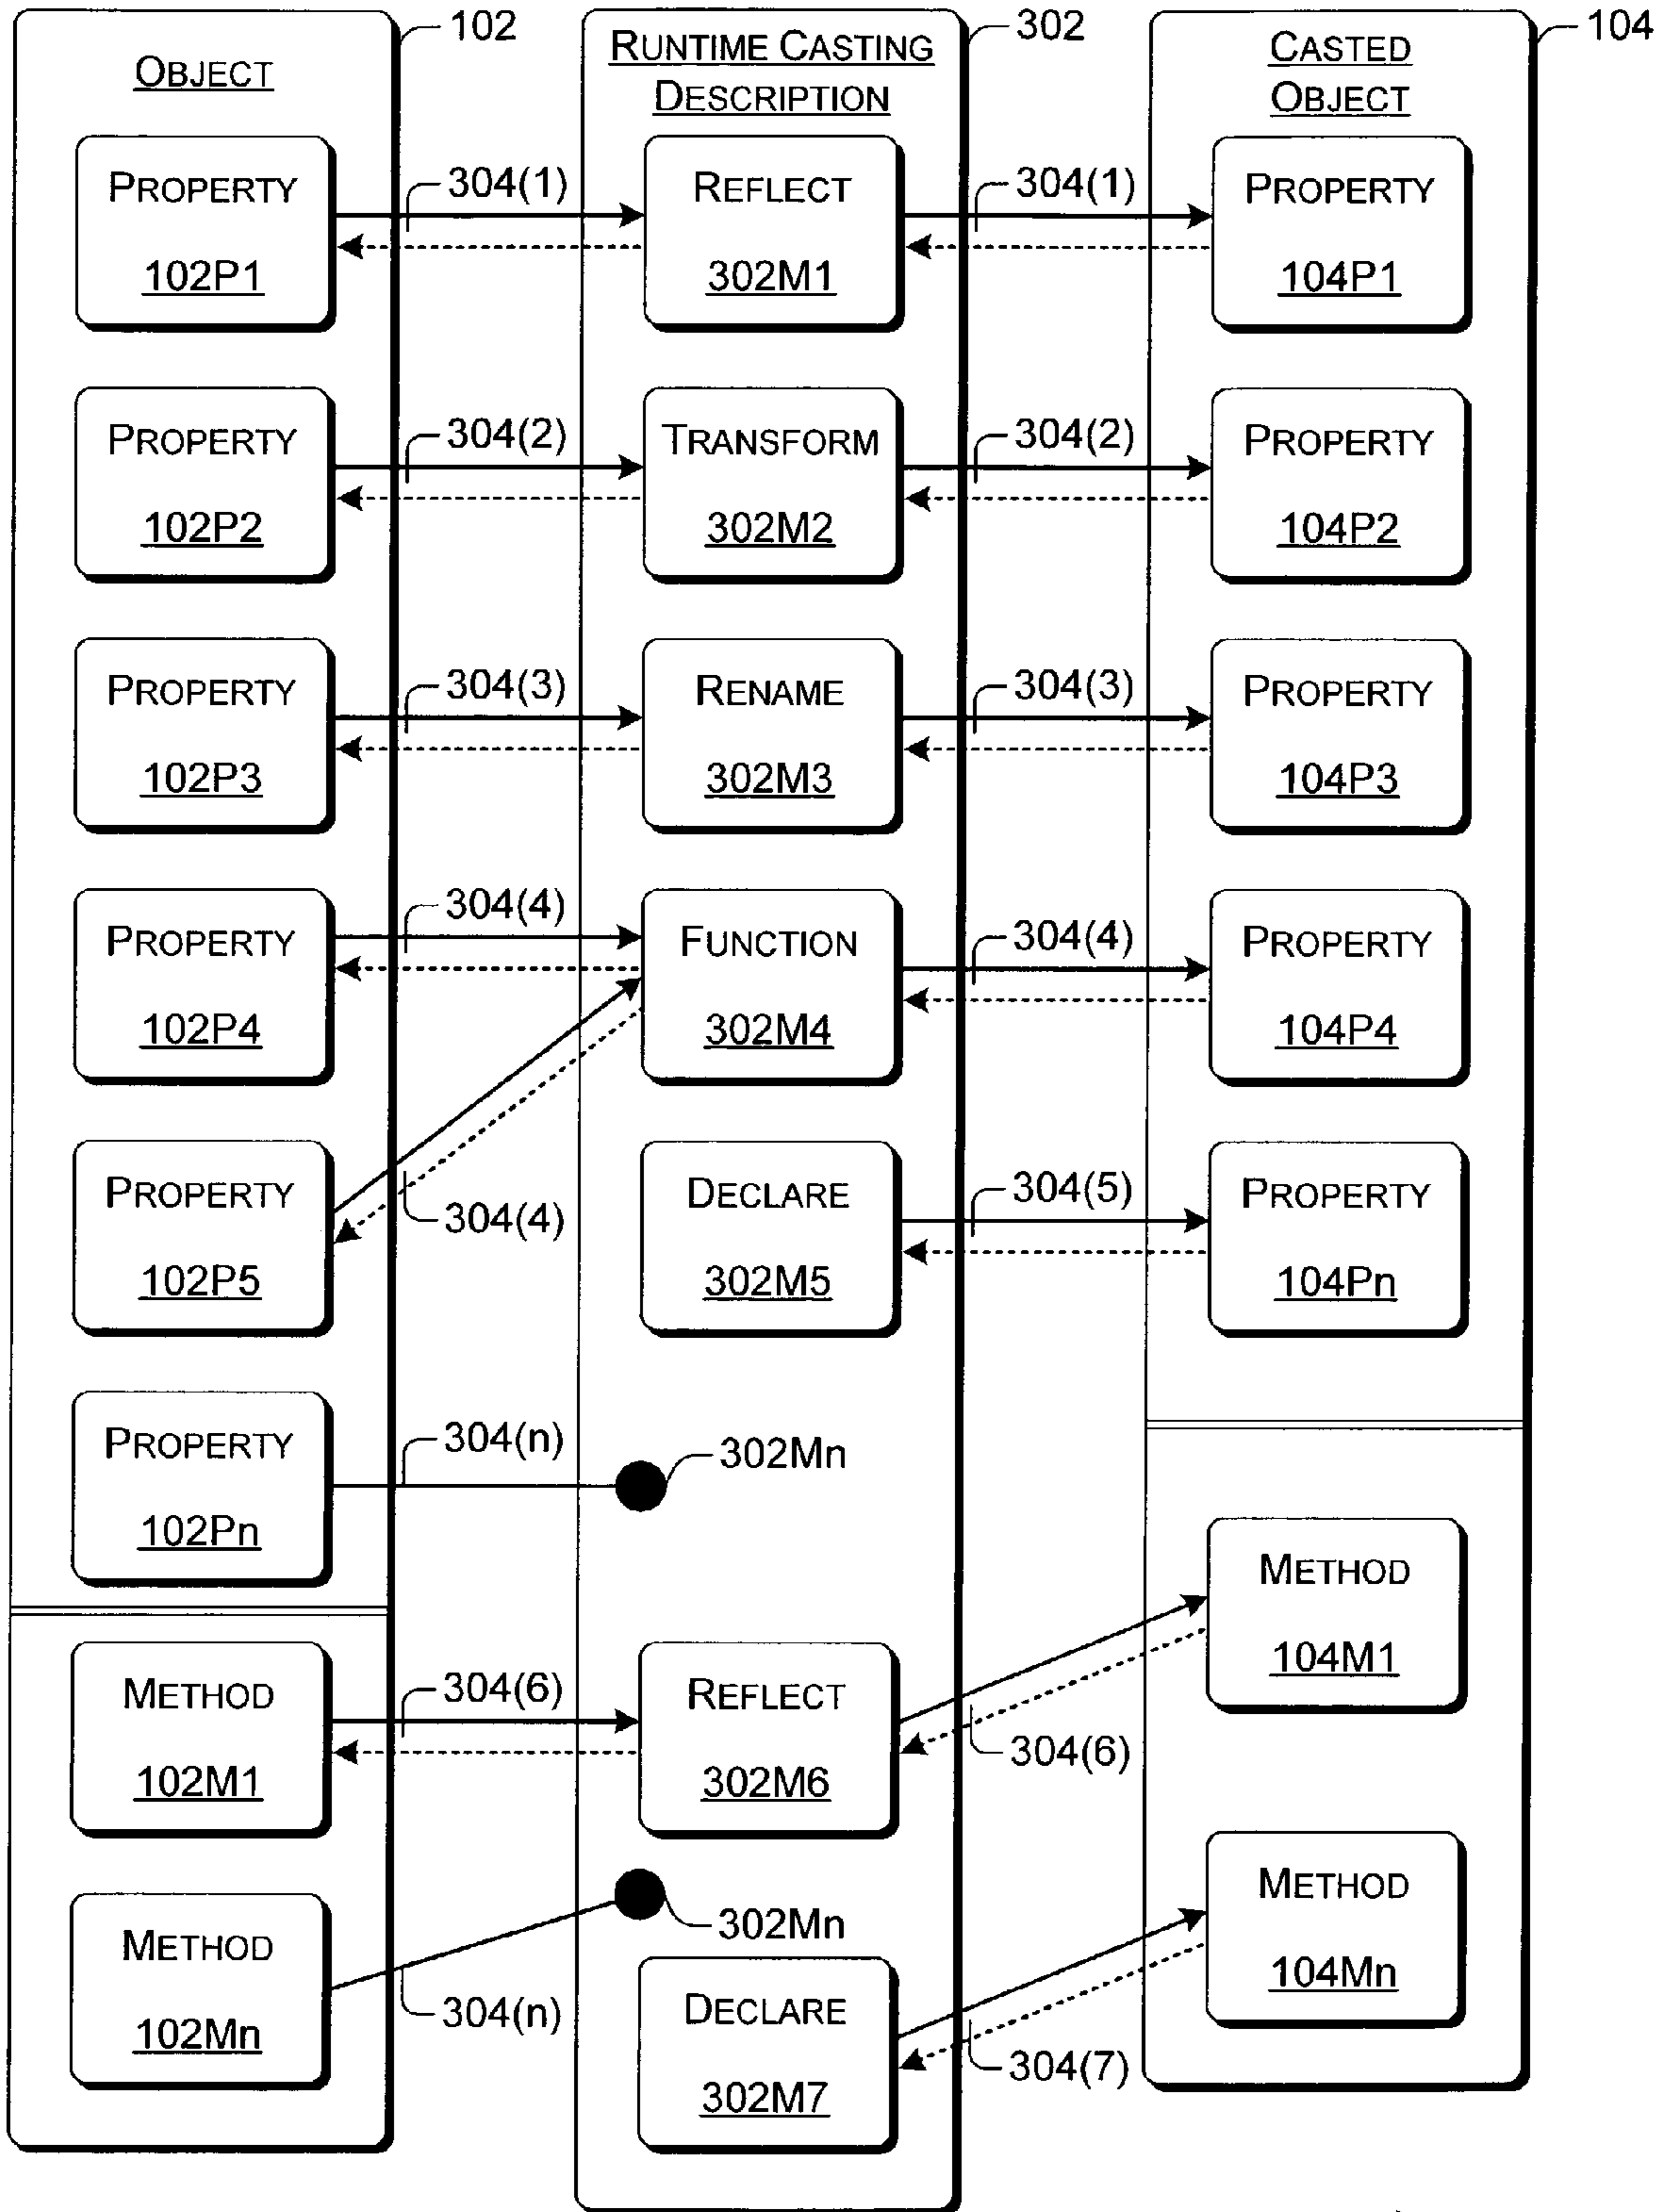 102
302
104
OBJECT
RUNTIME CASTING
DESCRIPTION
CASTED
OBJECT
PROPERTY
102P1
304(1)
REFLECT
302M1
304(1)
PROPERTY
104P1
PROPERTY
102P2
304(2)
TRANSFORM
302M2
304(2)
PROPERTY
104P2
PROPERTY
102P3
304(3)
RENAME
302M3
304(3)
PROPERTY
104P3
PROPERTY
102P4
304(4)
FUNCTION
302M4
304(4)
PROPERTY
104P4
PROPERTY
102P5
304(4)
DECLARE
302M5
304(5)
PROPERTY
104Pn
PROPERTY
102Pn
304(n)
302Mn
METHOD
102M1
304(6)
REFLECT
302M6
304(6)
METHOD
104M1
METHOD
102Mn
304(n)
302Mn
DECLARE
302M7
304(7)
METHOD
104Mn